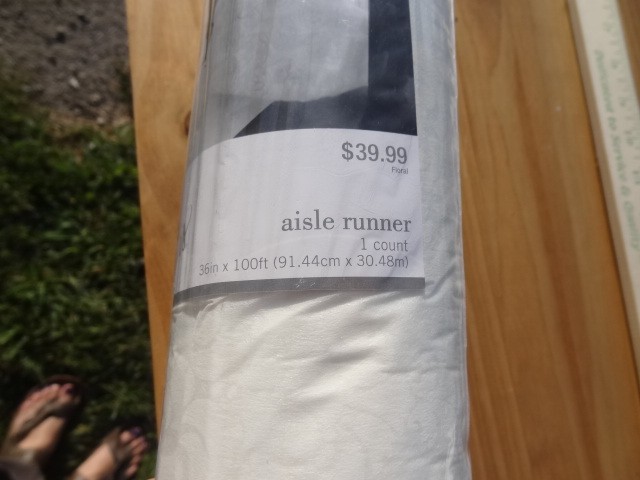 $39.99
Floral
aisle runner
1 count
36in x 100ft (91.44cm x 30.48m)